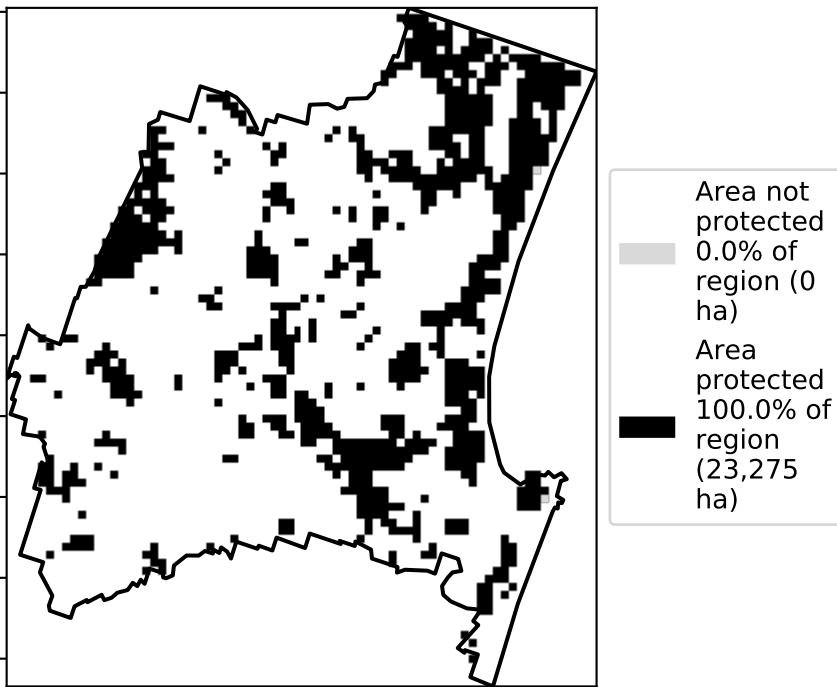 Area not
protected
0.0% of
region (0
ha)
Area
protected
100.0% of
region
(23,275
ha)